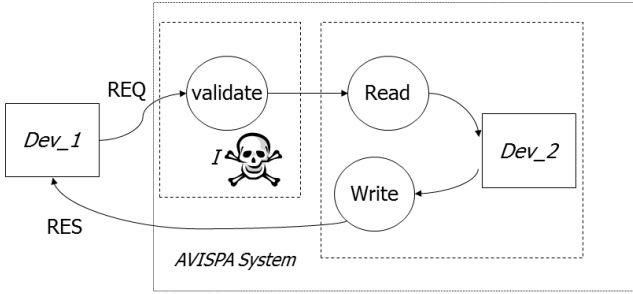 REQ
validate
Read
Dev_1
I
Dev_2
Write
RES
AVISPA System